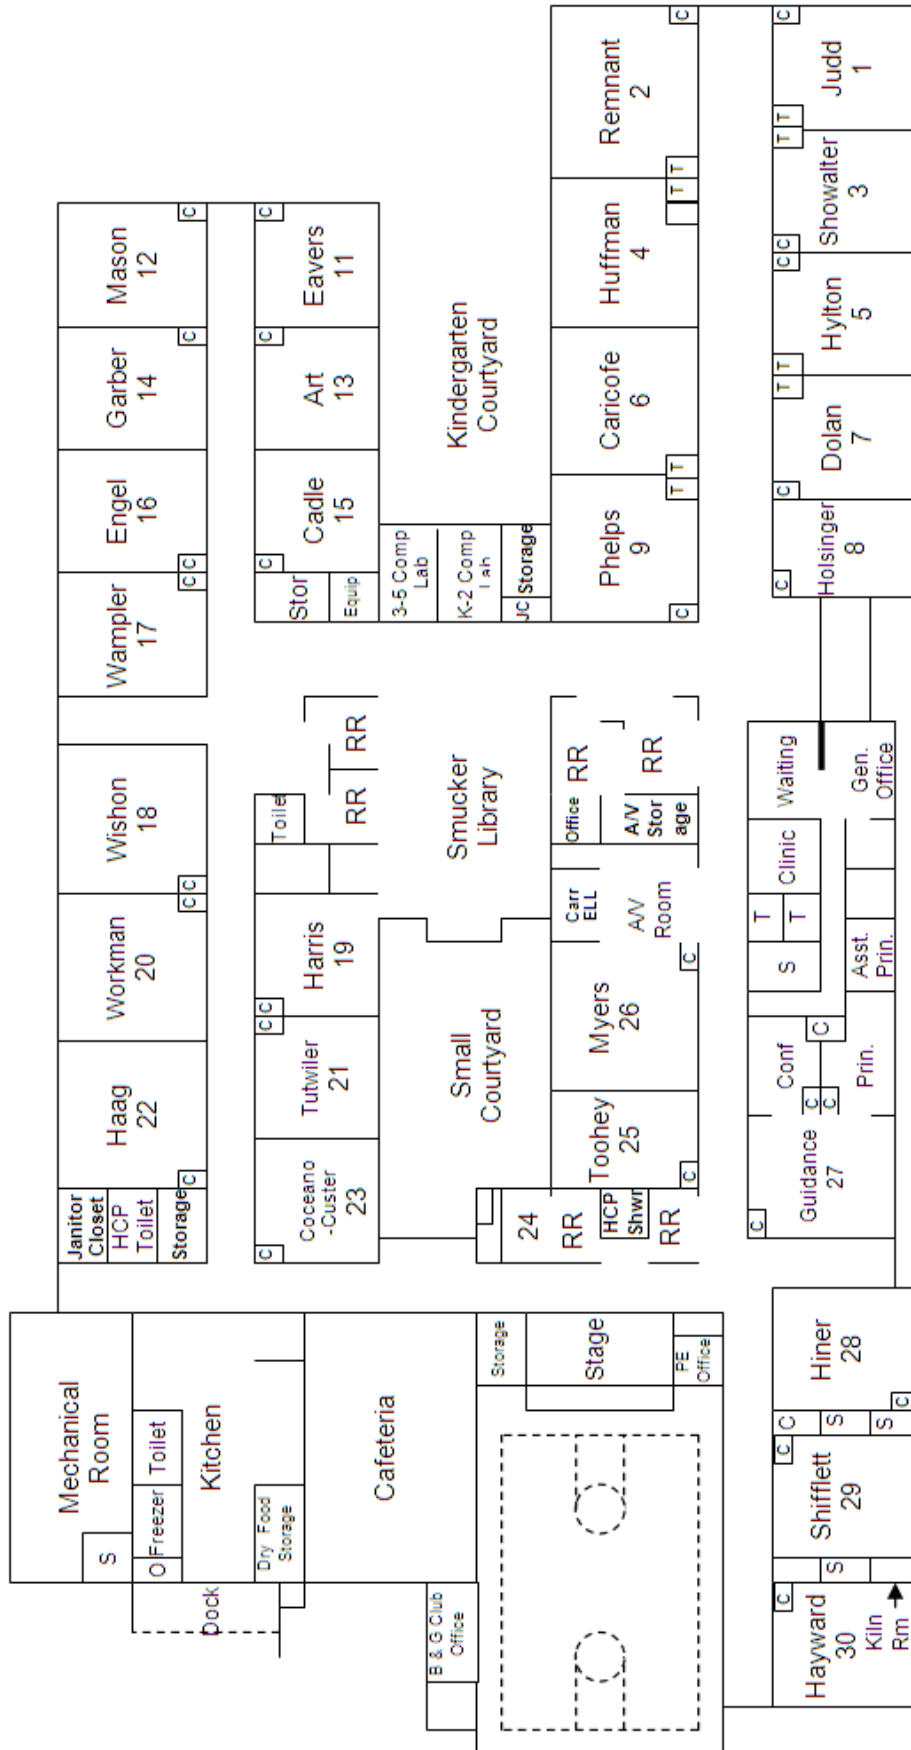 Mechanical
Room
S
O
Freezer
Toilet
Kitchen
Dock
Dry Food
Storage
Cafeteria
B & G Club
Office
Storage
Stage
PE
Office
Janitor
Closet
HCP
Toilet
Storage
Haag
22
C
Workman
20
C
Wishon
18
C
Wampler
17
C
Engel
16
C
Garber
14
C
Mason
12
C
C
Coceano
-Custer
23
Tutwiler
21
C
Harris
19
C
Toilet
RR
RR
Stor
Equip
C
Cadle
15
Art
13
C
Eavers
11
C
Small
Courtyard
Smucker
Library
3-5 Comp
Lab
K-2 Comp
Lab
JC
Storage
Kindergarten
Courtyard
24
RR
HCP
Shwr
RR
Toohey
25
C
Myers
26
C
Carr
ELL
A/V
Room
Office
A/V
Stor
age
RR
RR
Phelps
9
C
T
Caricofe
6
T
Huffman
4
T
Remnant
2
T
C
C
Guidance
27
C
Conf
C
C
Prin.
S
T
T
Clinic
Waiting
Asst.
Prin.
Gen.
Office
C
Hayward
30
Kiln
Rm
S
C
Shifflett
29
C
S
S
Hiner
28
C
C
Holsinger
8
C
Dolan
7
T
T
Hylton
5
C
C
Showalter
3
T
T
Judd
1
C